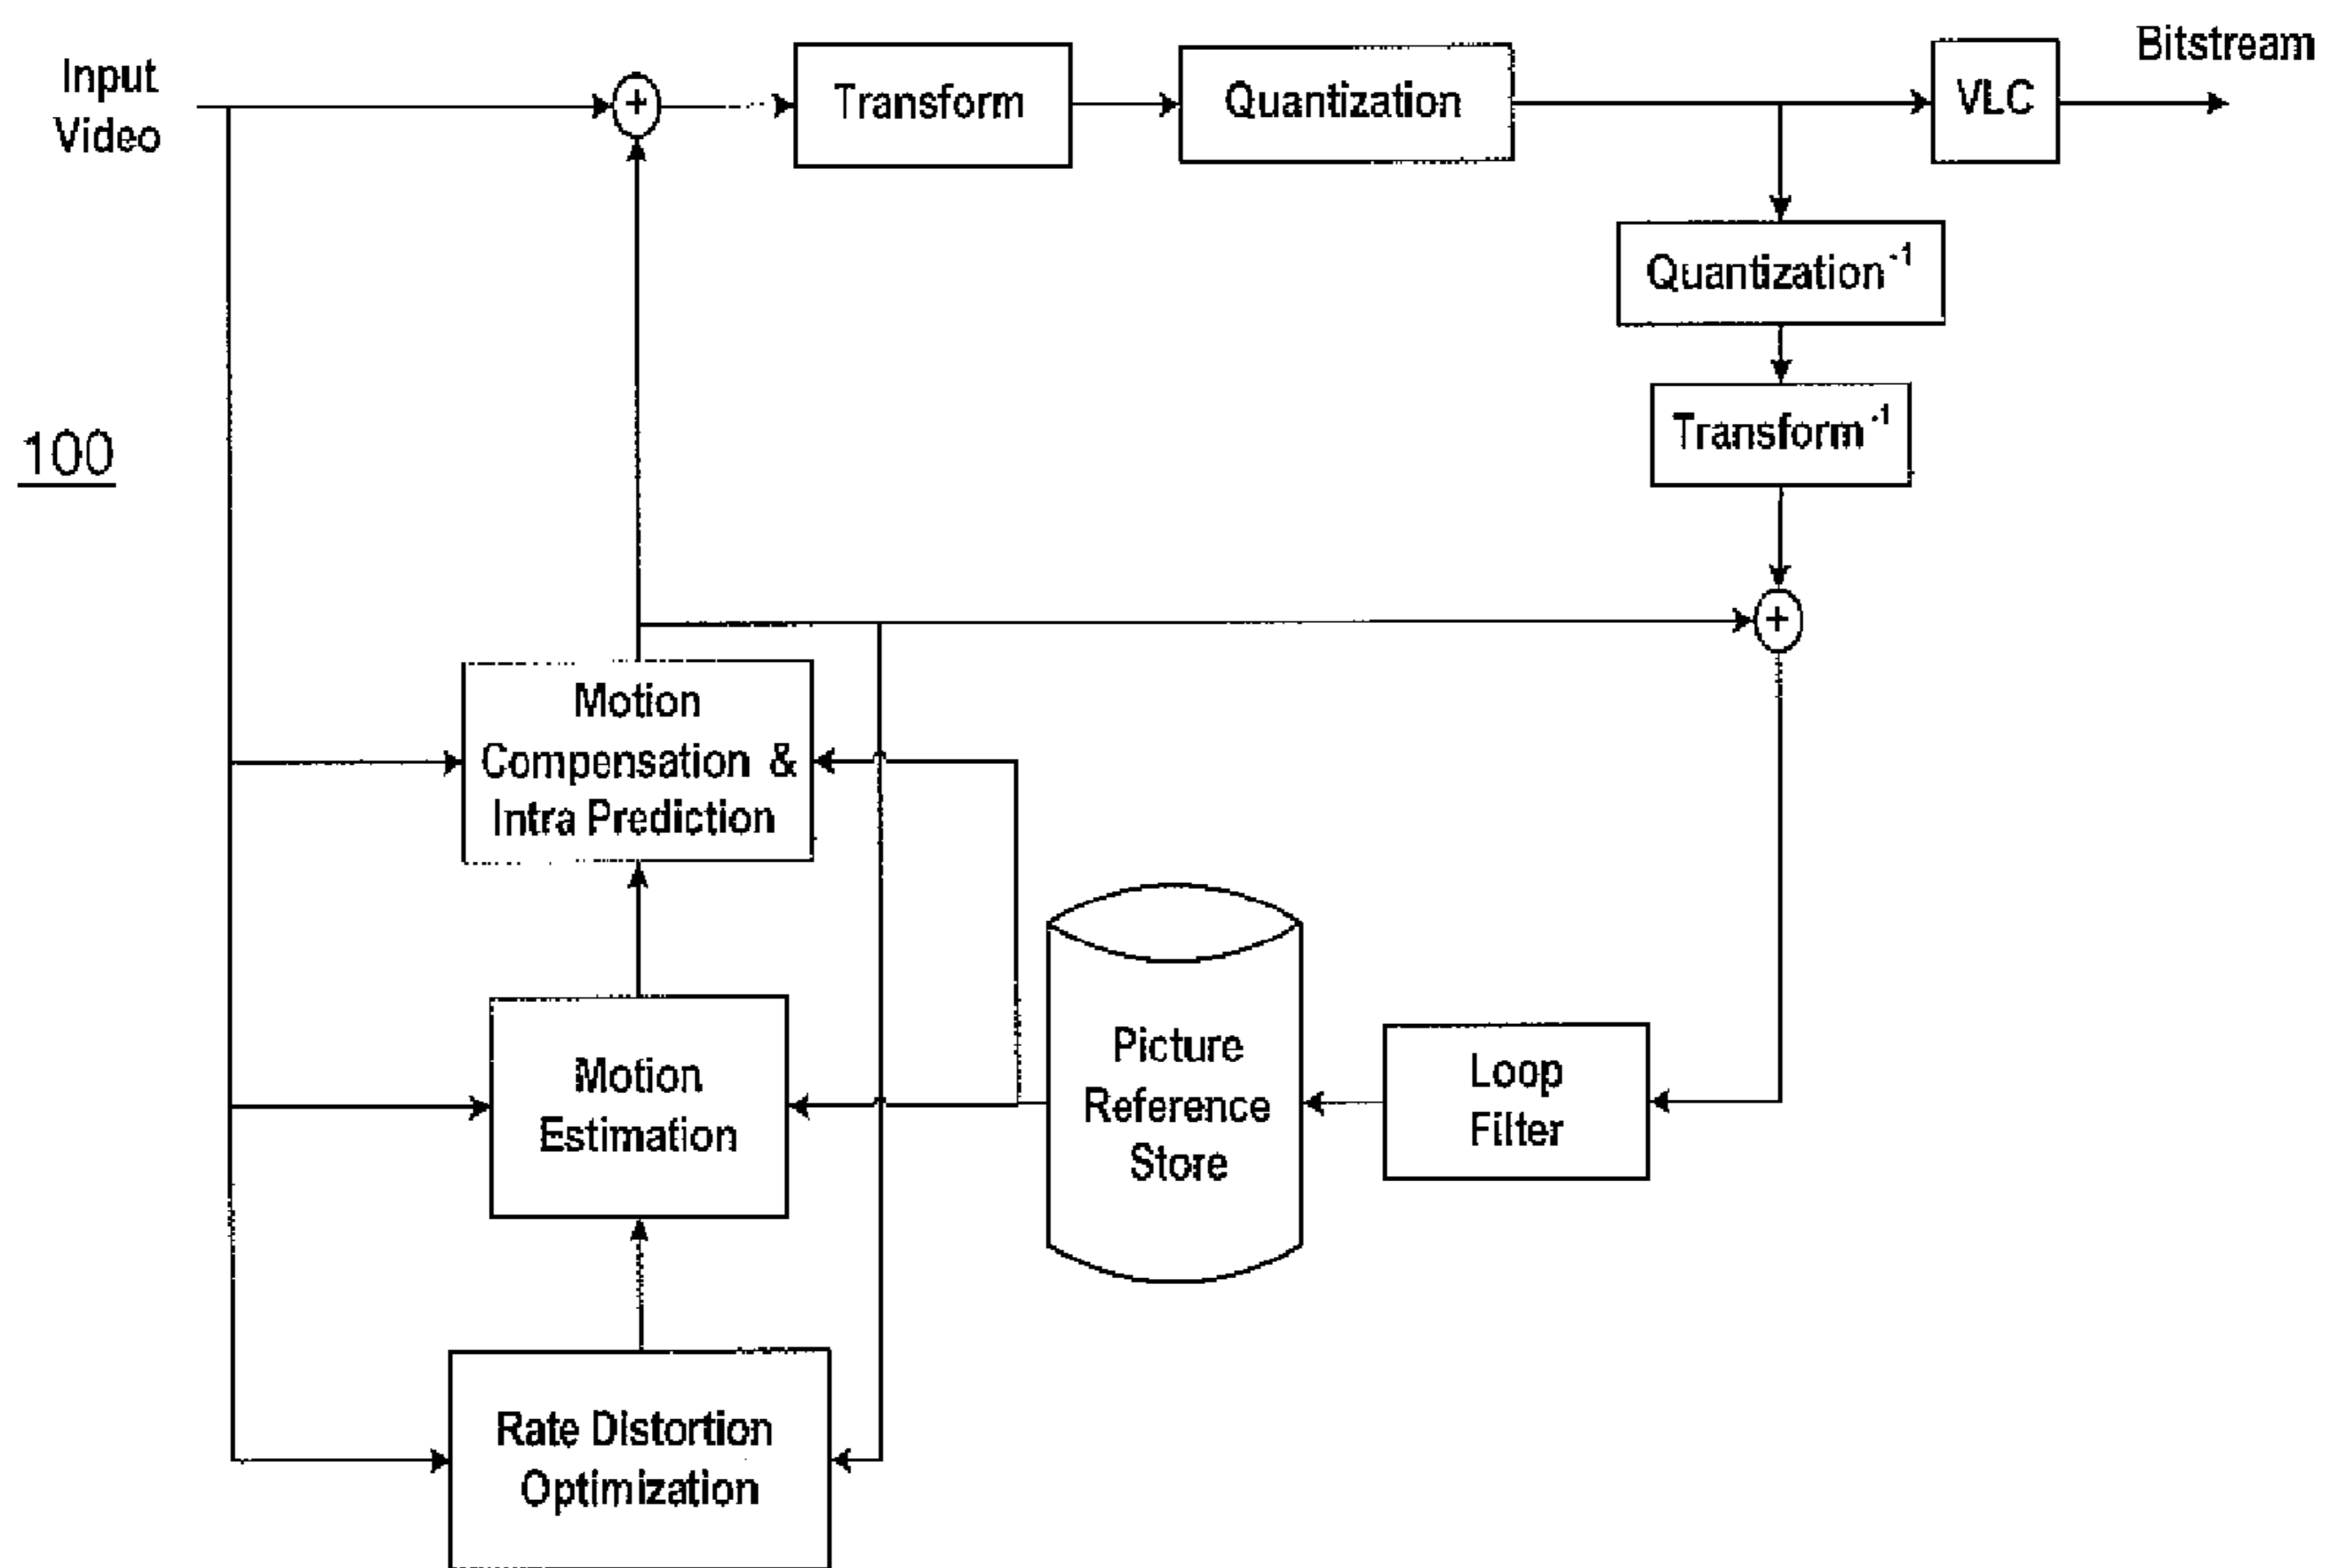 Input
Video
+
Transform
Quantization
VLC
Bitstream
Quantization⁻¹
Transform⁻¹
100
+
Motion
Compensation &
Intra Prediction
Motion
Estimation
Picture
Reference
Store
Loop
Filter
Rate Distortion
Optimization